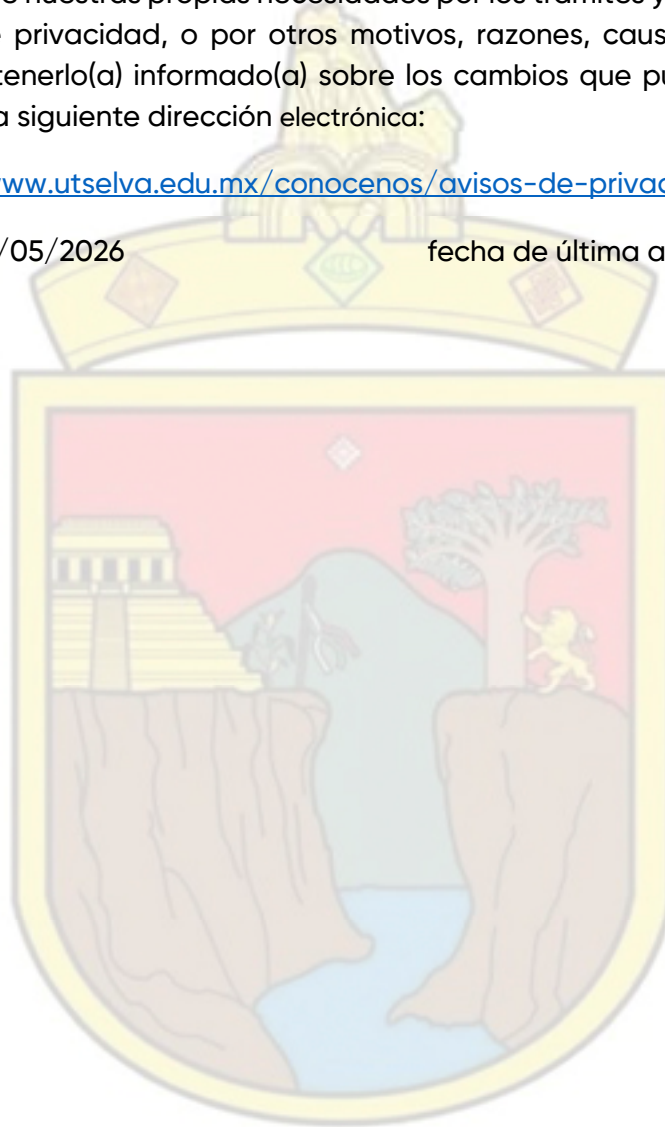 nuestras propias necesidades por los trámites y
privacidad, o por otros motivos, razones, caus
tenerlo(a) informado(a) sobre los cambios que pu
a siguiente dirección electrónica:
www.utselva.edu.mx/conocenos/avisos-de-privac
/05/2026 fecha de última a